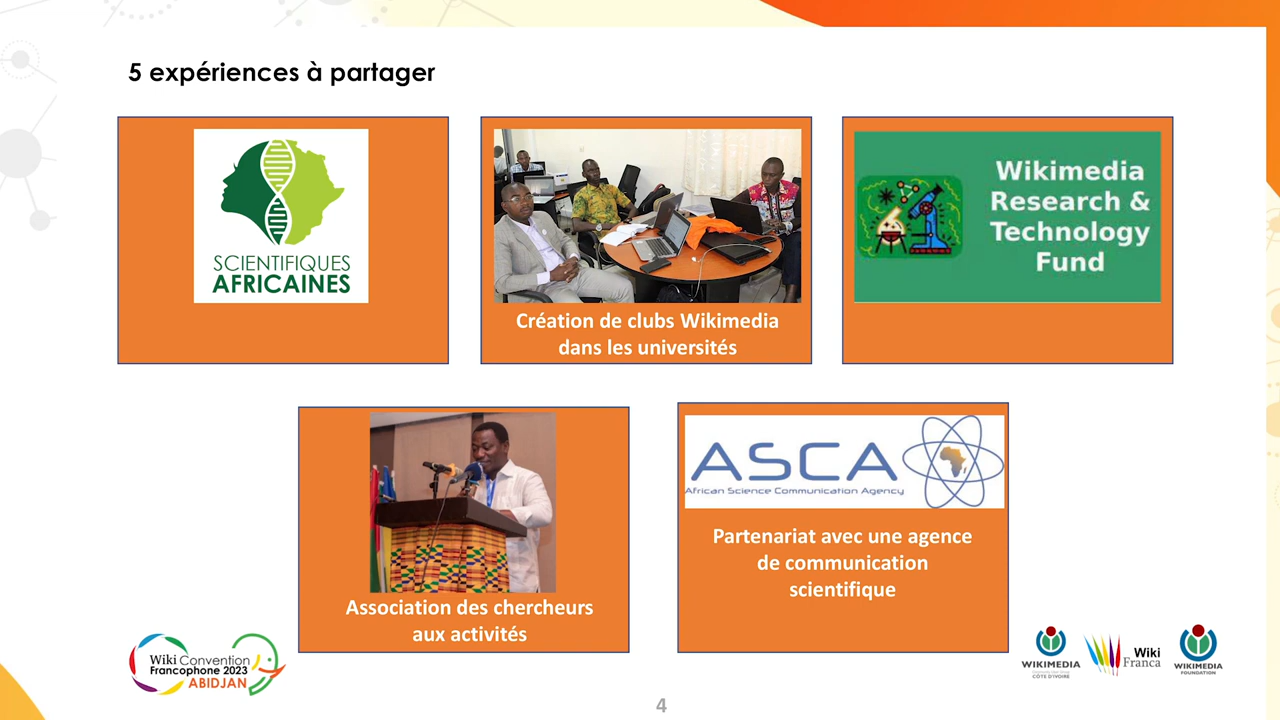 5 expériences à partager
SCIENTIFIQUES
AFRICAINES
Création de clubs Wikimedia
dans les universités
Wikimedia
Research &
Technology
Fund
Association des chercheurs
aux activités
ASCA
African Science Communication Agency
Partenariat avec une agence
de communication
scientifique
Wiki Convention
Francophone 2023
ABIDJAN
WIKIMEDIA
CÔTE D'IVOIRE
Wiki
Franca
WIKIMEDIA
FOUNDATION
4